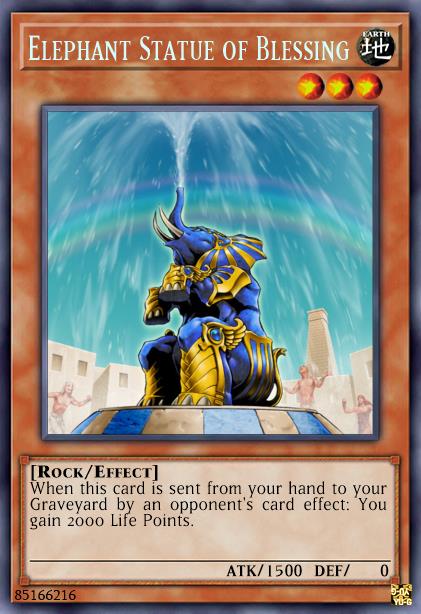 ELEPHANT STATUE OF BLESSING
EARTH
地
[ROCK/EFFECT]
When this card is sent from your hand to your
Graveyard by an opponent's card effect: You
gain 2000 Life Points.
ATK/1500 DEF/ 0
85166216